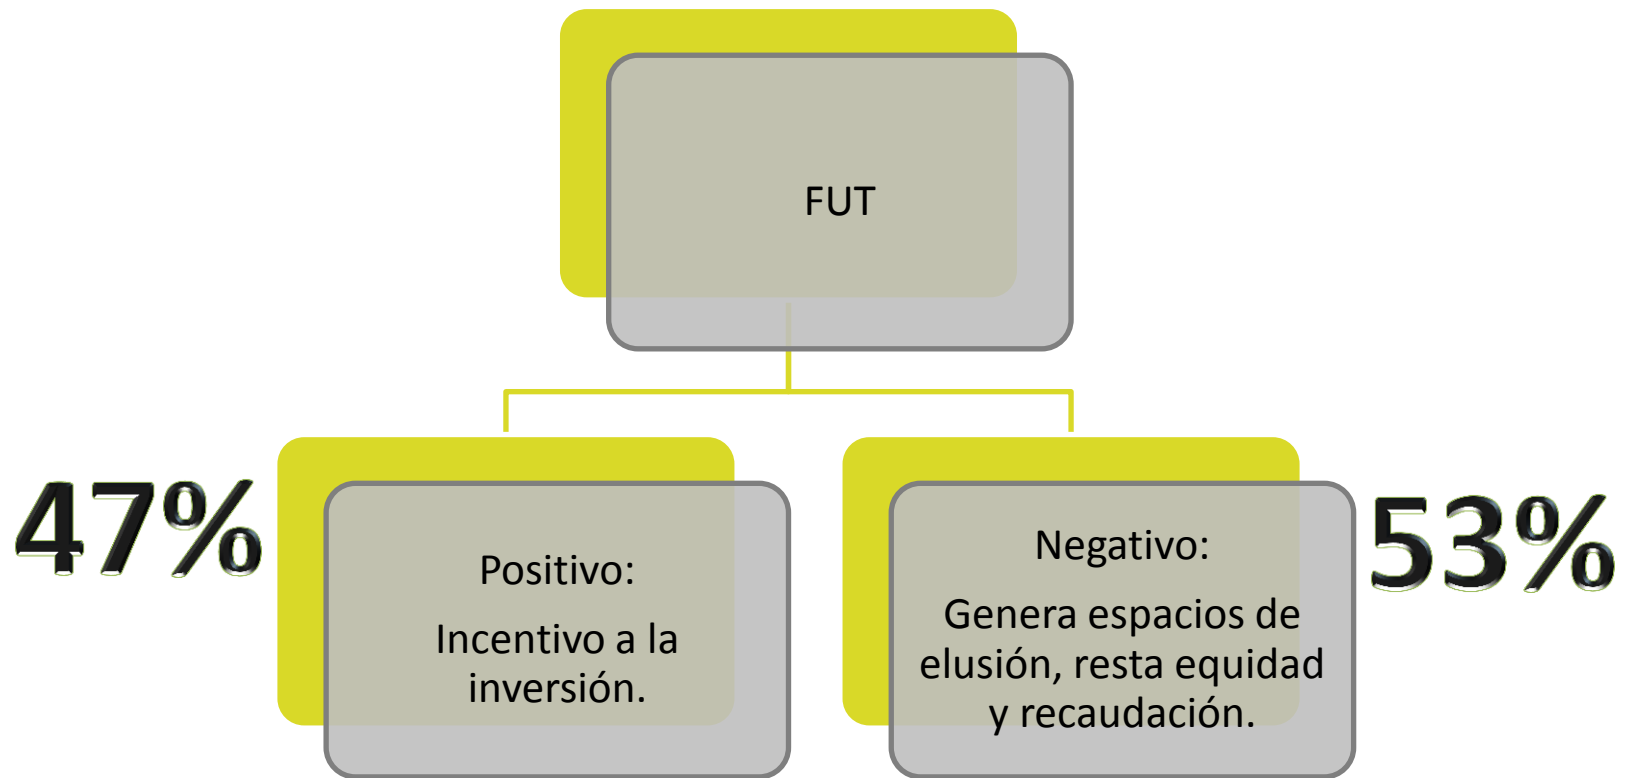 FUT
47%
Positivo:
Incentivo a la
inversión.
Negativo:
Genera espacios de
elusión, resta equidad
y recaudación.
53%